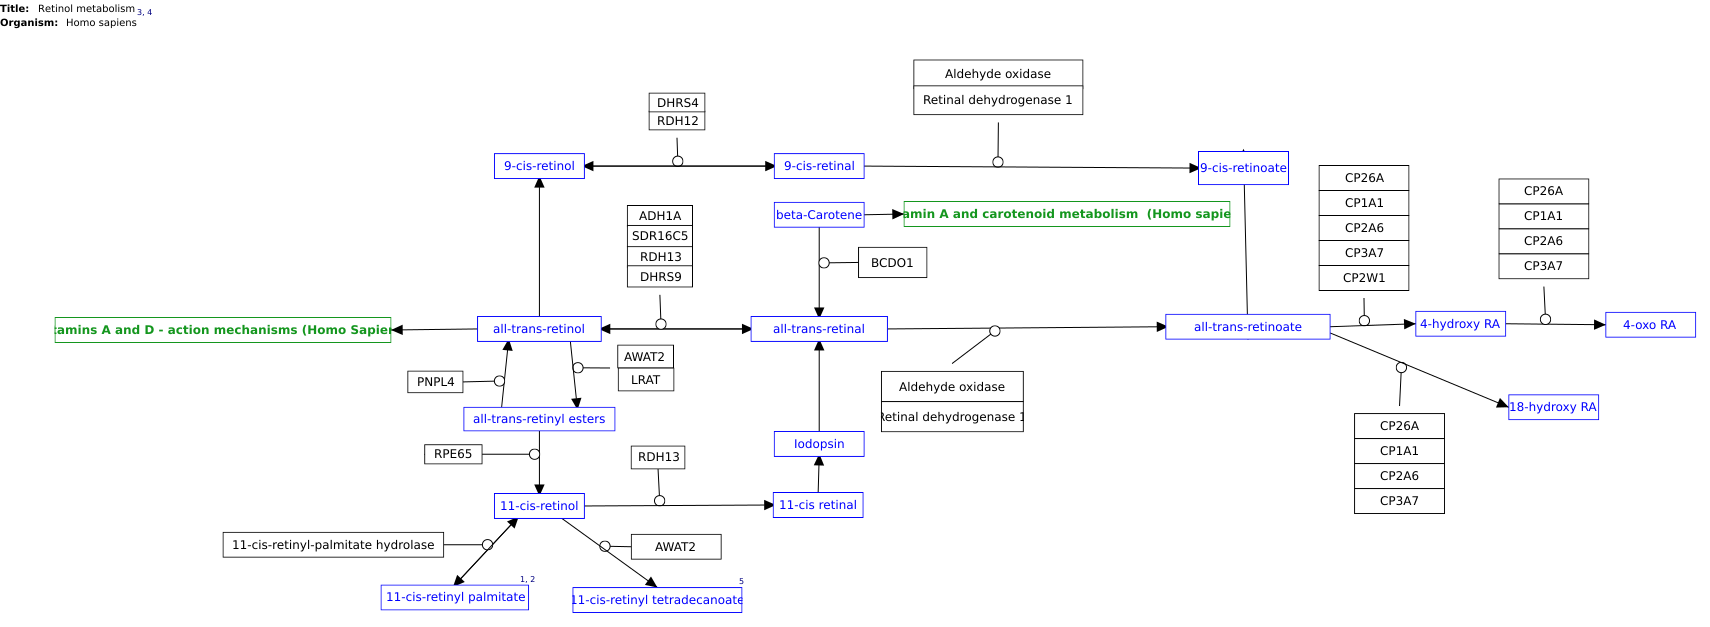 Title: Retinol metabolism 3, 4
Organism: Homo sapiens
Aldehyde oxidase
Retinal dehydrogenase 1
DHRS4
RDH12
9-cis-retinol
9-cis-retinal
9-cis-retinoate
CP26A
CP1A1
CP2A6
CP3A7
CP2W1
CP26A
CP1A1
CP2A6
CP3A7
beta-Carotene
amin A and carotenoid metabolism (Homo sapie
ADH1A
SDR16C5
RDH13
DHRS9
BCDO1
amins A and D - action mechanisms (Homo Sapien
all-trans-retinol
all-trans-retinal
all-trans-retinoate
4-hydroxy RA
4-oxo RA
AWAT2
LRAT
PNPL4
Aldehyde oxidase
Retinal dehydrogenase 1
all-trans-retinyl esters
18-hydroxy RA
CP26A
CP1A1
CP2A6
CP3A7
Iodopsin
RPE65
RDH13
11-cis-retinol
11-cis retinal
11-cis-retinyl-palmitate hydrolase
AWAT2
1, 2
11-cis-retinyl palmitate
5
11-cis-retinyl tetradecanoate